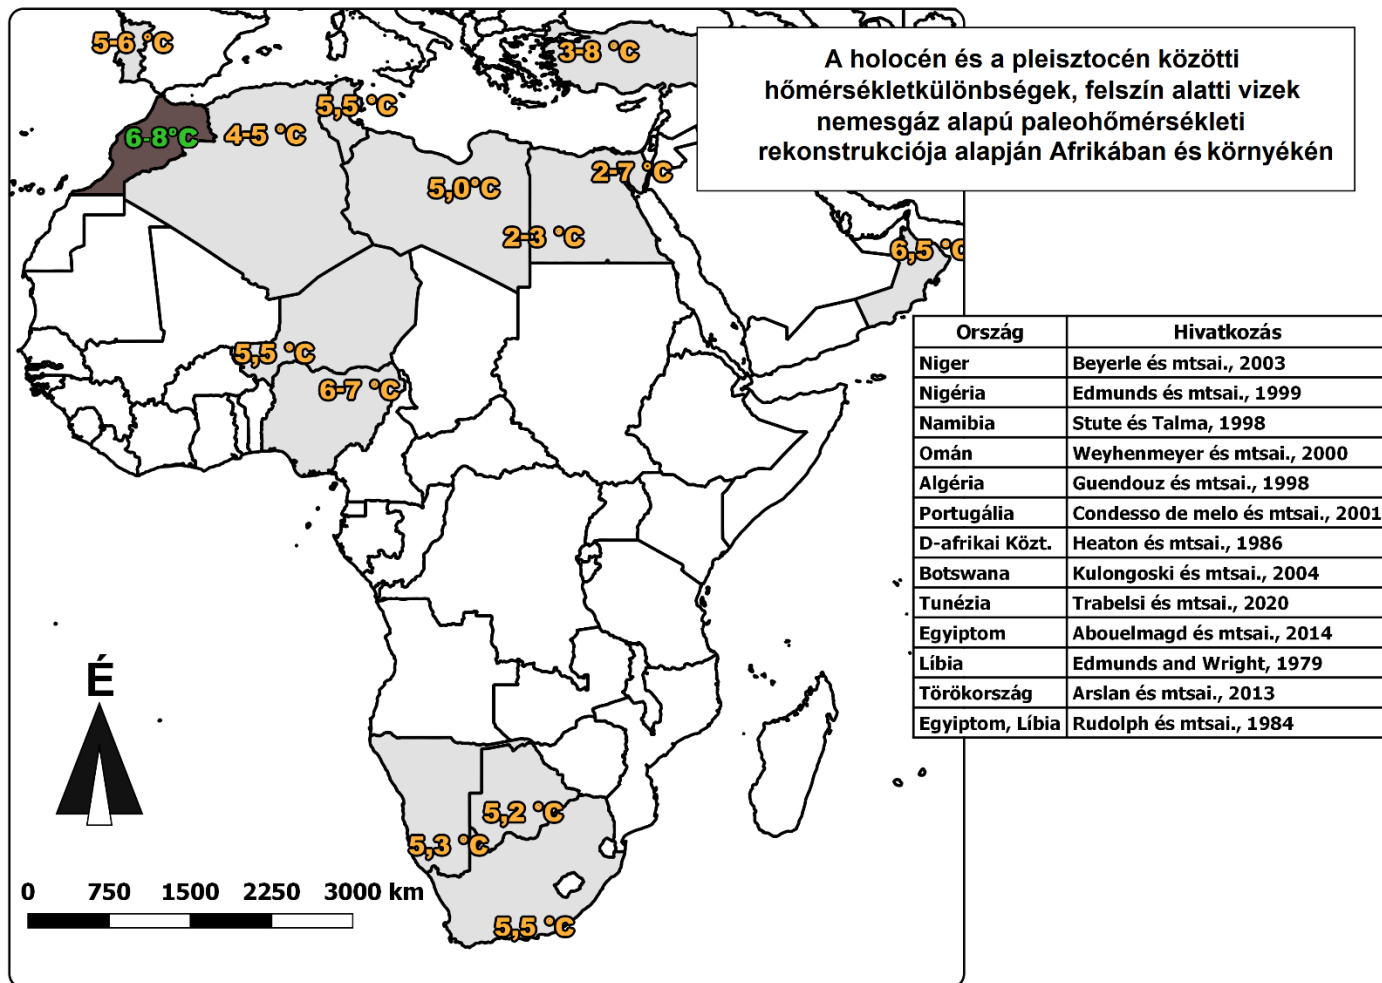 A holocén és a pleisztocén közötti
hőmérsékletkülönbségek, felszín alatti vizek
nemesgáz alapú paleohőmérsékleti
rekonstrukciója alapján Afrikában és környékén
5-6 °C
3-8 °C
5,5 °C
6-8°C
4-5 °C
5,0°C
2-7 °C
2-3 °C
6,5 °C
5,5 °C
6-7 °C
5,2 °C
5,3 °C
5,5 °C
Ország Hivatkozás
Niger Beyerle és mtsai., 2003
Nigéria Edmunds és mtsai., 1999
Namibia Stute és Talma, 1998
Omán Weyhenmeyer és mtsai., 2000
Algéria Guendouz és mtsai., 1998
Portugália Condesso de melo és mtsai., 2001
D-afrikai Közt. Heaton és mtsai., 1986
Botswana Kulongoski és mtsai., 2004
Tunézia Trabelsi és mtsai., 2020
Egyiptom Abouelmagd és mtsai., 2014
Líbia Edmunds and Wright, 1979
Törökország Arslan és mtsai., 2013
Egyiptom, Líbia Rudolph és mtsai., 1984
É
0 750 1500 2250 3000 km